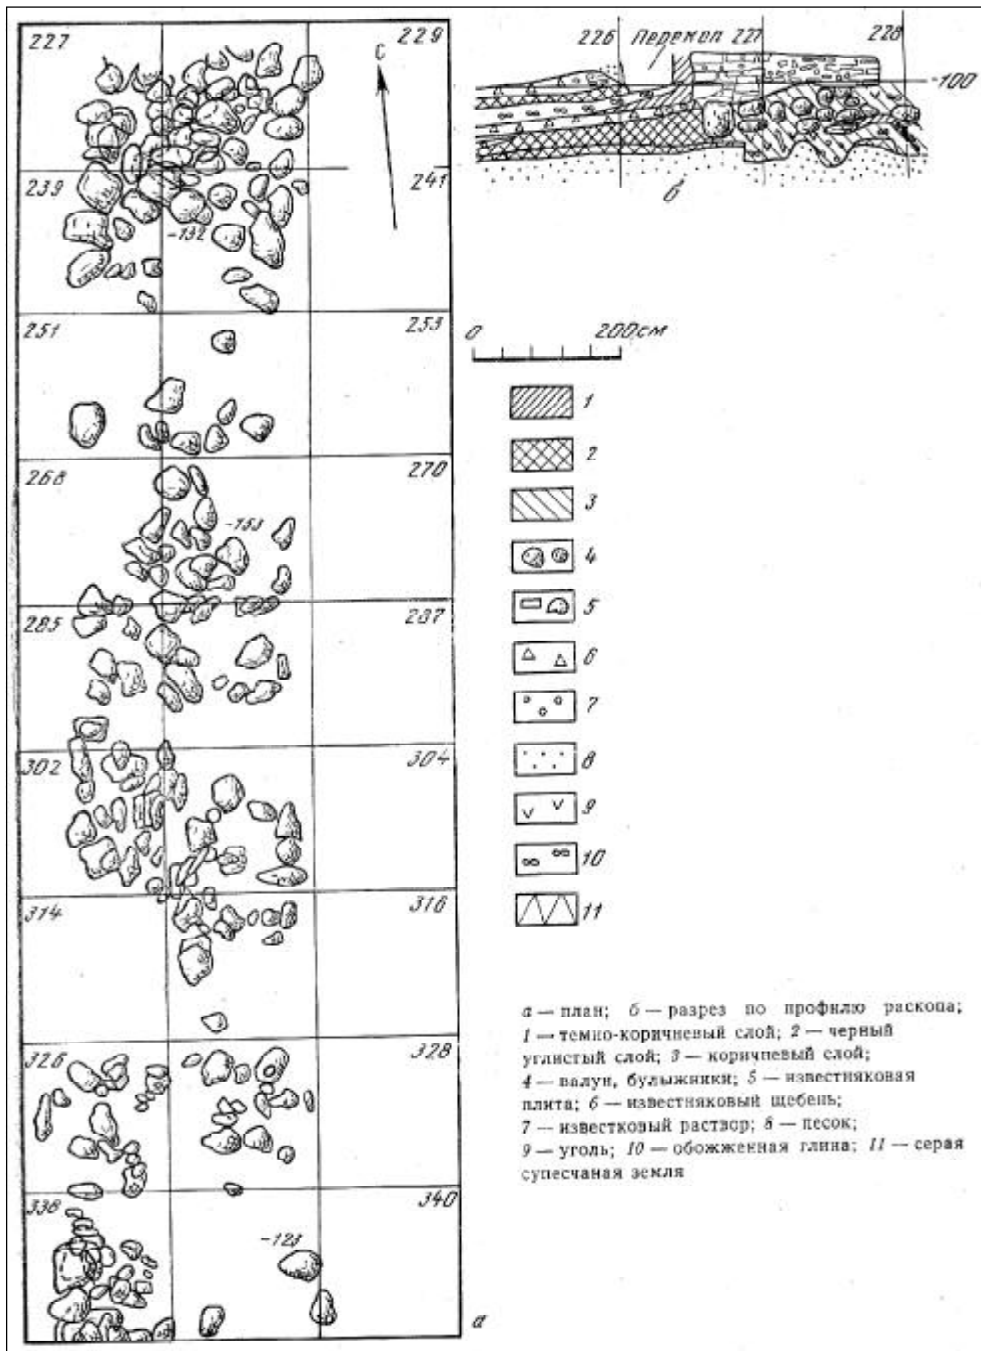 227 229
С
239 241
-132
251 253
268 270
-153
285 287
302 304
314 316
326 328
338 340
-123
а
226 Перекоп 227 228
-100
б
0 200см
1
2
3
4
5
6
7
8
9
10
11
а — план; б — разрез по профилю раскопа;
1 — темно-коричневый слой; 2 — черный
углистый слой; 3 — коричневый слой;
4 — валун, булыжники; 5 — известняковая
плита; 6 — известняковый щебень;
7 — известковый раствор; 8 — песок;
9 — уголь; 10 — обожженная глина; 11 — серая
супесчаная земля